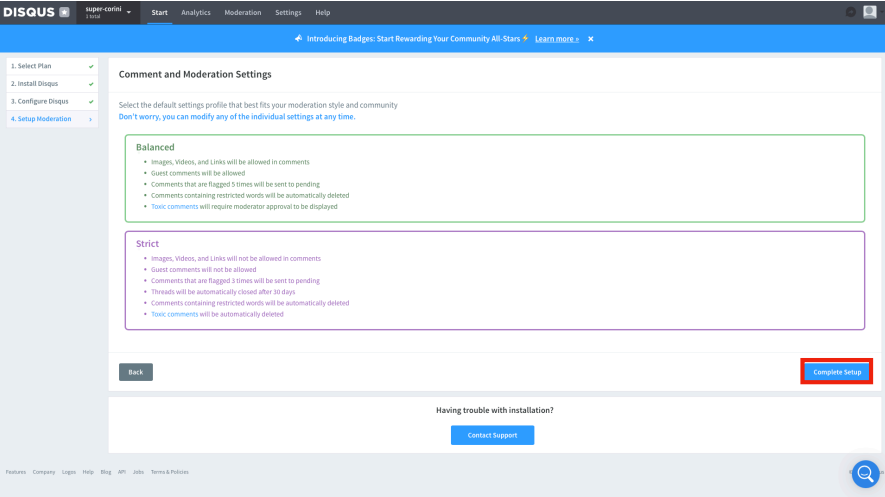 DISQUS
super-corini
1 total
Start Analytics Moderation Settings Help
Introducing Badges: Start Rewarding Your Community All-Stars⚡ Learn more » ×
1. Select Plan
2. Install Disqus
3. Configure Disqus
4. Setup Moderation
Comment and Moderation Settings
Select the default settings profile that best fits your moderation style and community
Don't worry, you can modify any of the individual settings at any time.
Balanced
• Images, Videos, and Links will be allowed in comments
• Guest comments will be allowed
• Comments that are flagged 5 times will be sent to pending
• Comments containing restricted words will be automatically deleted
• Toxic comments will require moderator approval to be displayed
Strict
• Images, Videos, and Links will not be allowed in comments
• Guest comments will not be allowed
• Comments that are flagged 3 times will be sent to pending
• Threads will be automatically closed after 30 days
• Comments containing restricted words will be automatically deleted
• Toxic comments will be automatically deleted
Back
Complete Setup
Having trouble with installation?
Contact Support
Features Company Logos Help Blog API Jobs Terms & Policies